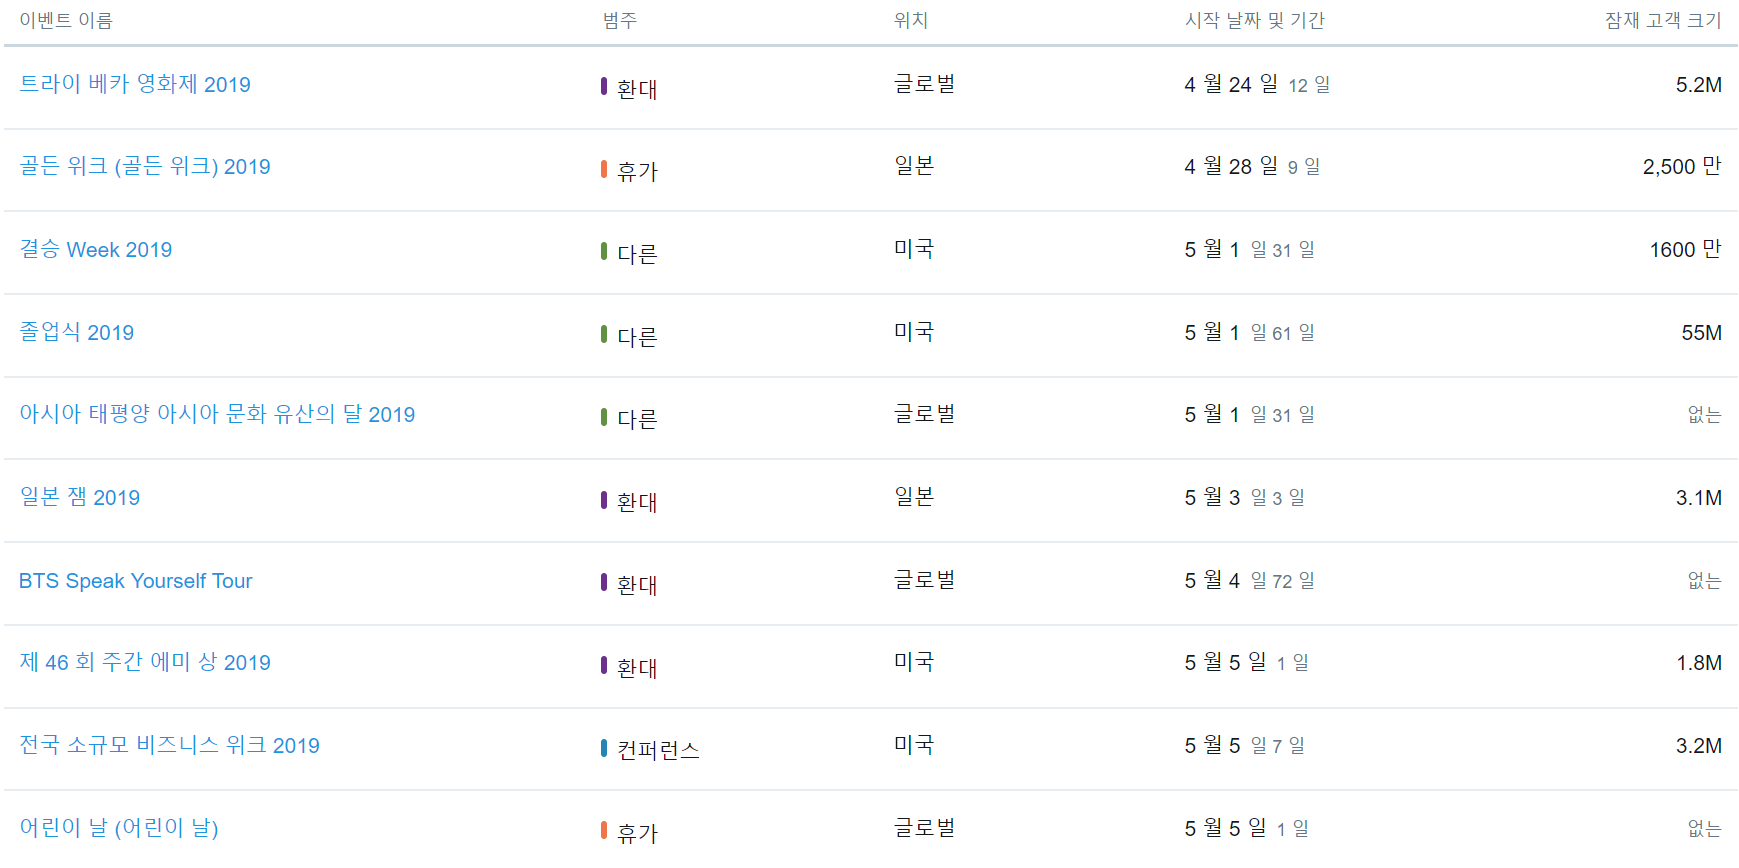 이벤트 이름 범주 위치 시작 날짜 및 기간 잠재 고객 크기
트라이 베카 영화제 2019 환대 글로벌 4 월 24 일 12 일 5.2M
골든 위크 (골든 위크) 2019 휴가 일본 4 월 28 일 9 일 2,500 만
결승 Week 2019 다른 미국 5 월 1 일 31 일 1600 만
졸업식 2019 다른 미국 5 월 1 일 61 일 55M
아시아 태평양 아시아 문화 유산의 달 2019 다른 글로벌 5 월 1 일 31 일 없는
일본 잼 2019 환대 일본 5 월 3 일 3 일 3.1M
BTS Speak Yourself Tour 환대 글로벌 5 월 4 일 72 일 없는
제 46 회 주간 에미 상 2019 환대 미국 5 월 5 일 1 일 1.8M
전국 소규모 비즈니스 위크 2019 컨퍼런스 미국 5 월 5 일 7 일 3.2M
어린이 날 (어린이 날) 휴가 글로벌 5 월 5 일 1 일 없는